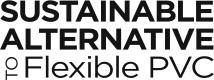 SUSTAINABLE
ALTERNATIVE
TO Flexible PVC